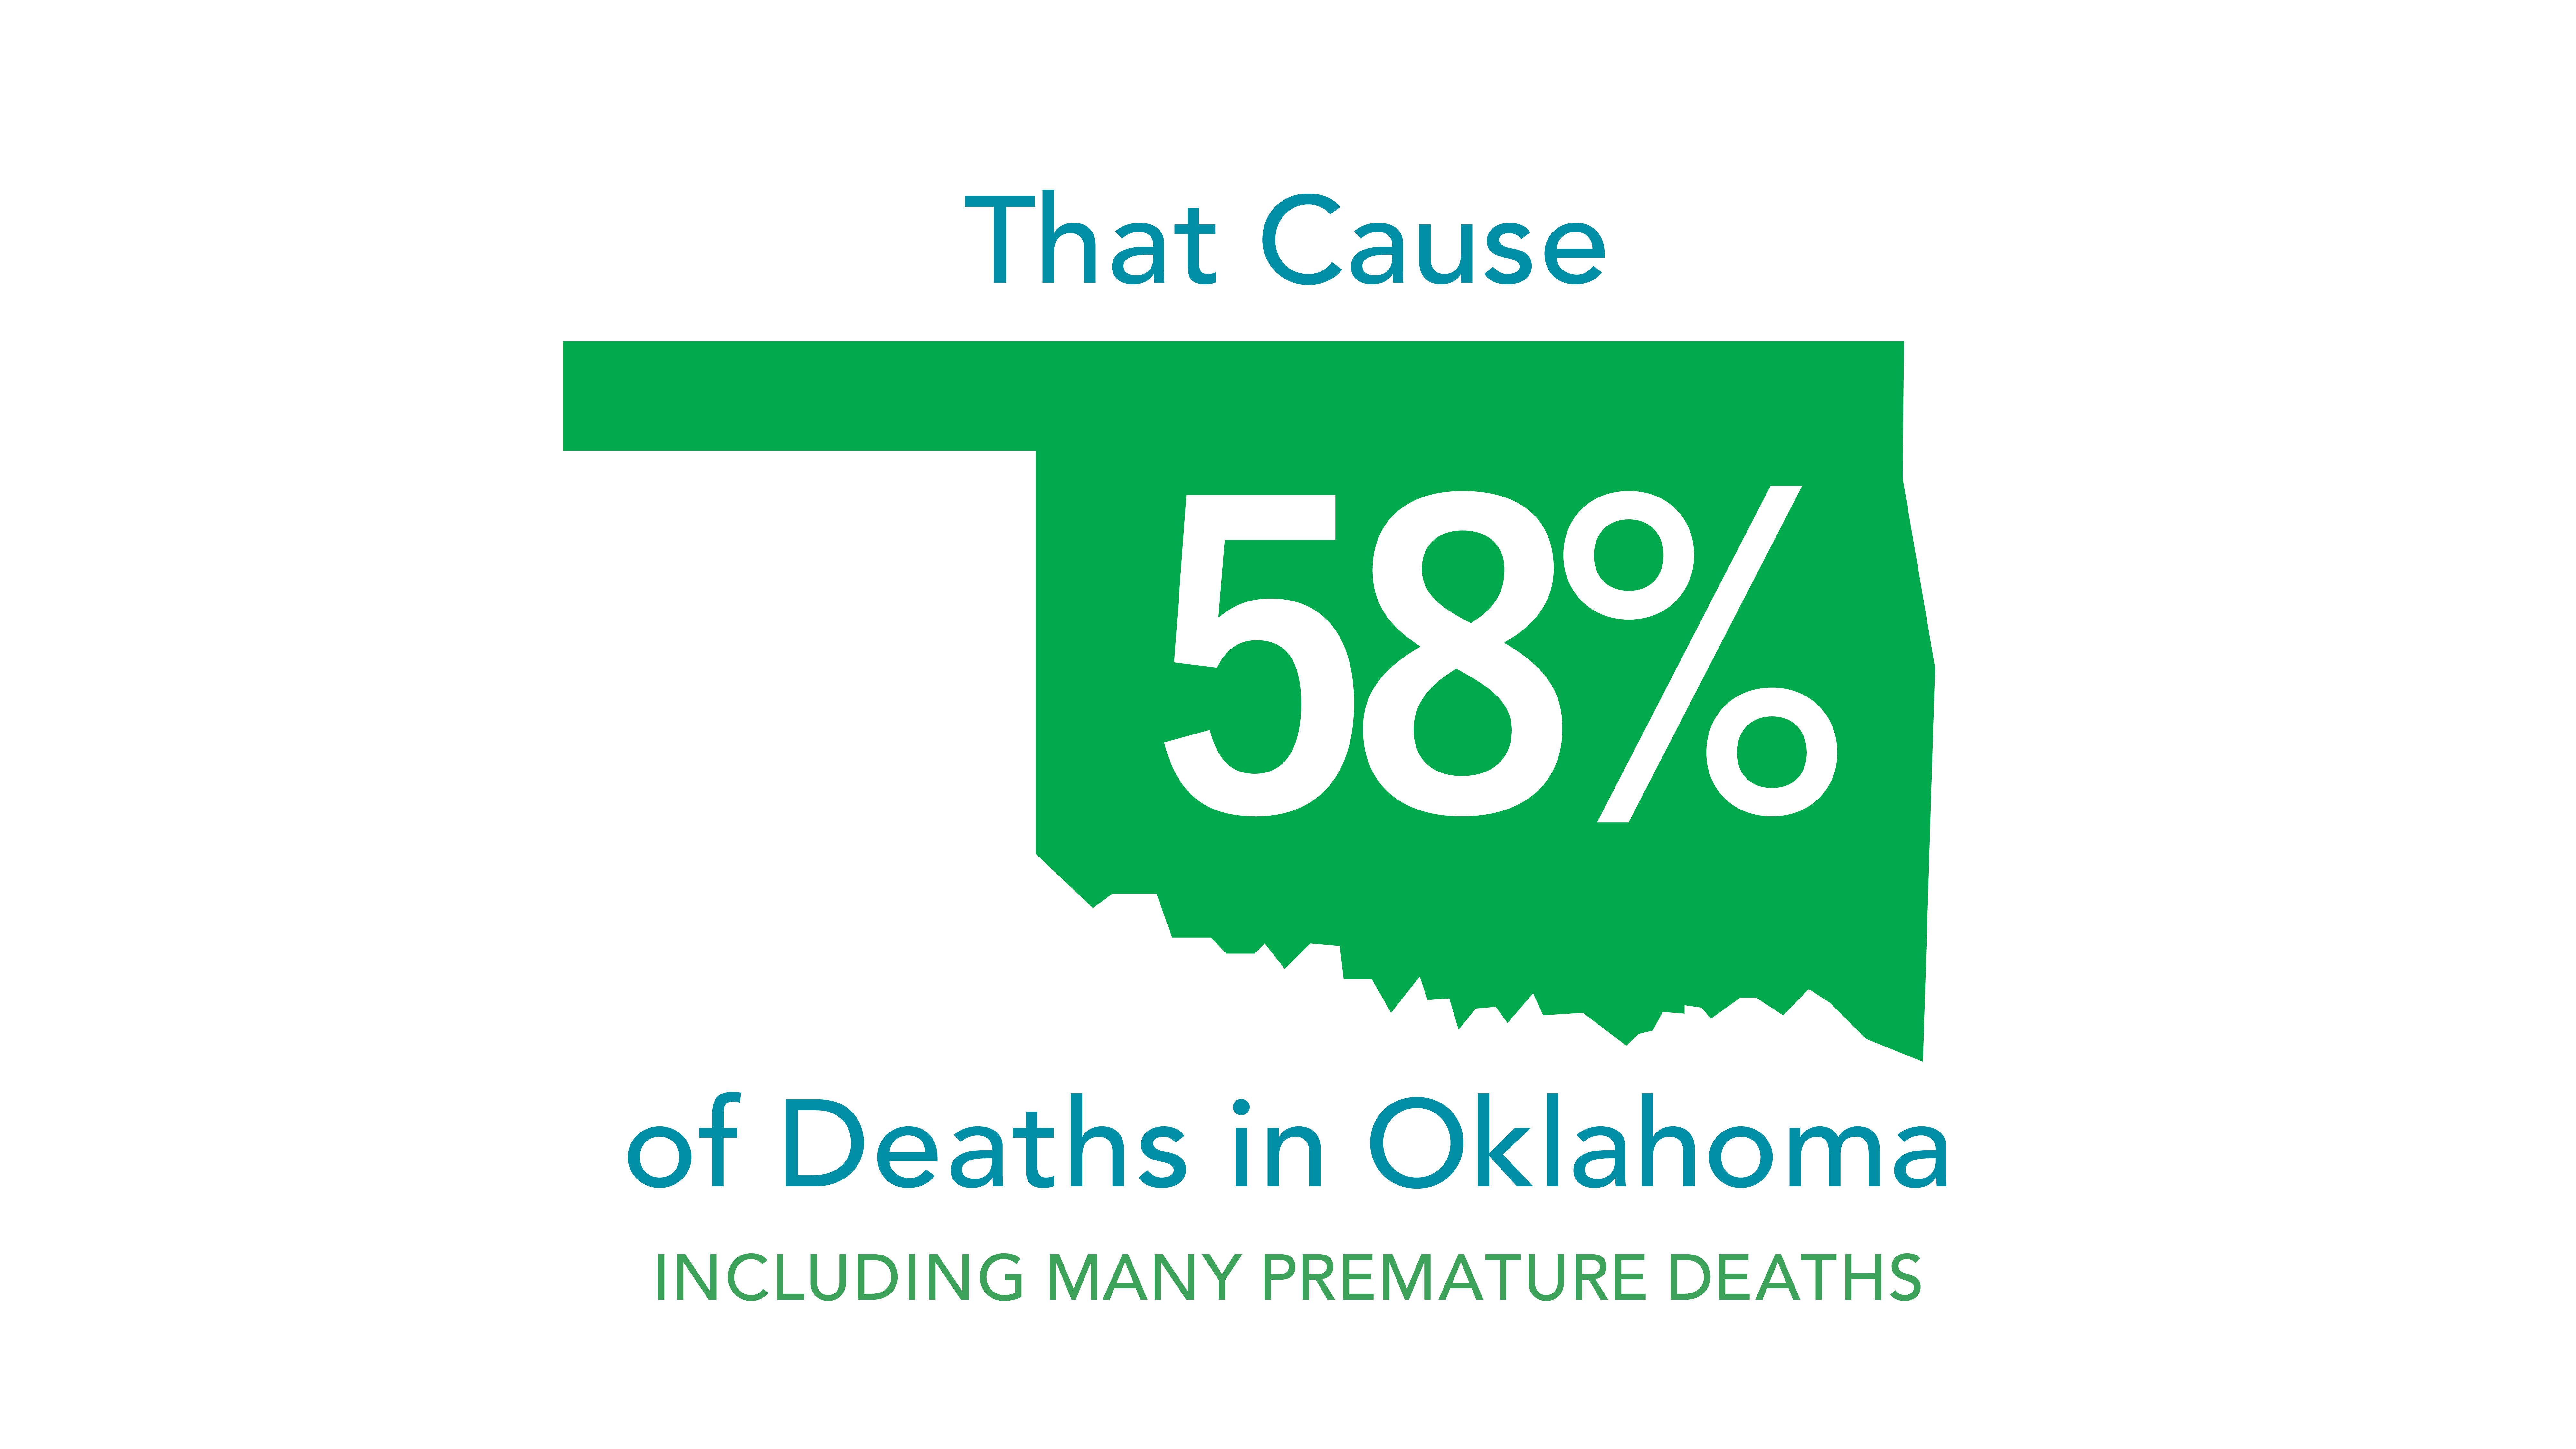 That Cause
58%
of Deaths in Oklahoma
INCLUDING MANY PREMATURE DEATHS